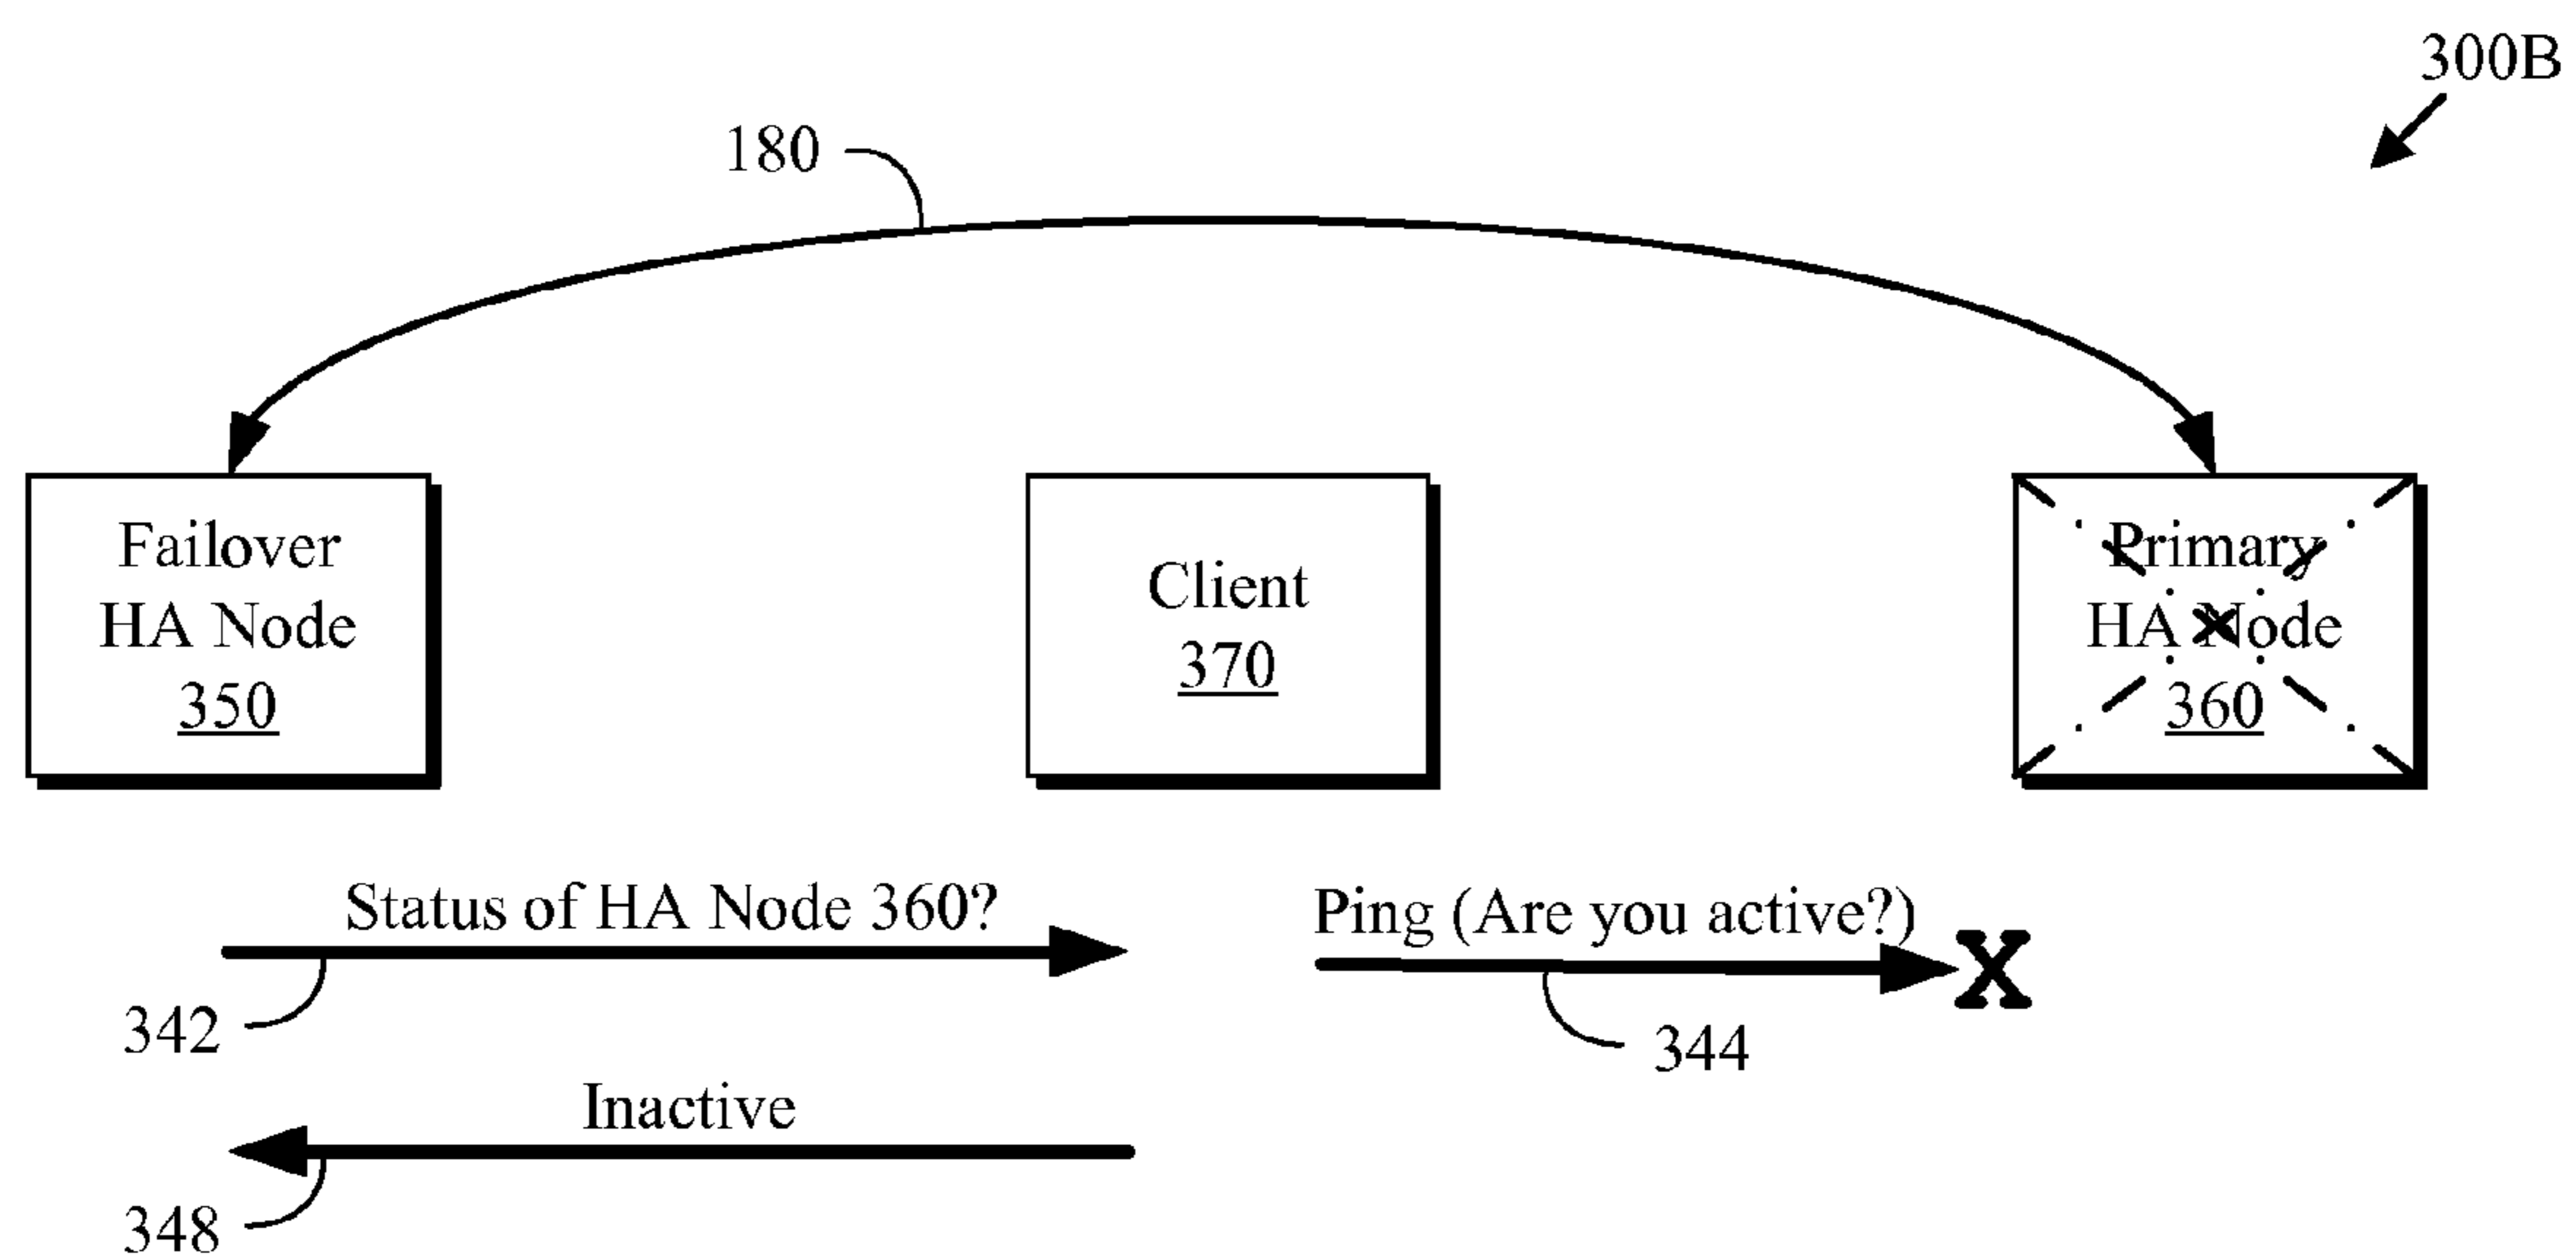 300B
180
Failover
HA Node
350
Client
370
Primary
HA Node
360
Status of HA Node 360?
Ping (Are you active?)
X
342
344
Inactive
348